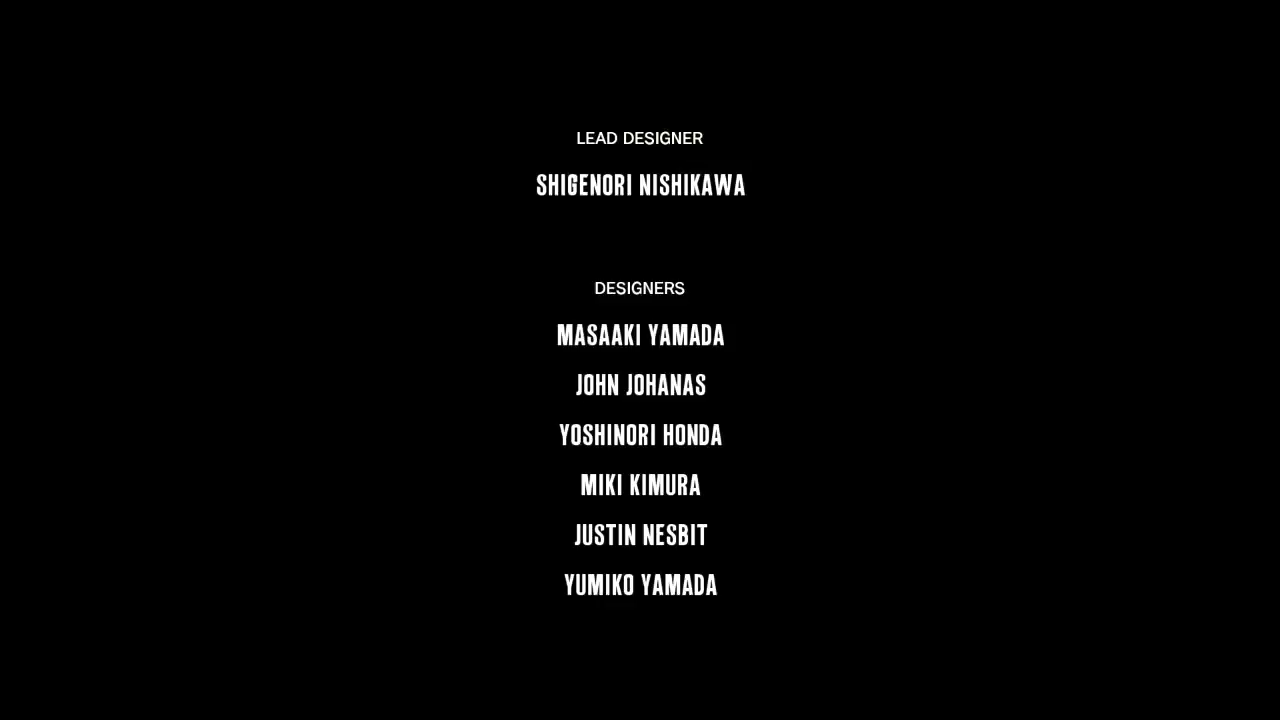 LEAD DESIGNER
SHIGENORI NISHIKAWA
DESIGNERS
MASAAKI YAMADA
JOHN JOHANAS
YOSHINORI HONDA
MIKI KIMURA
JUSTIN NESBIT
YUMIKO YAMADA